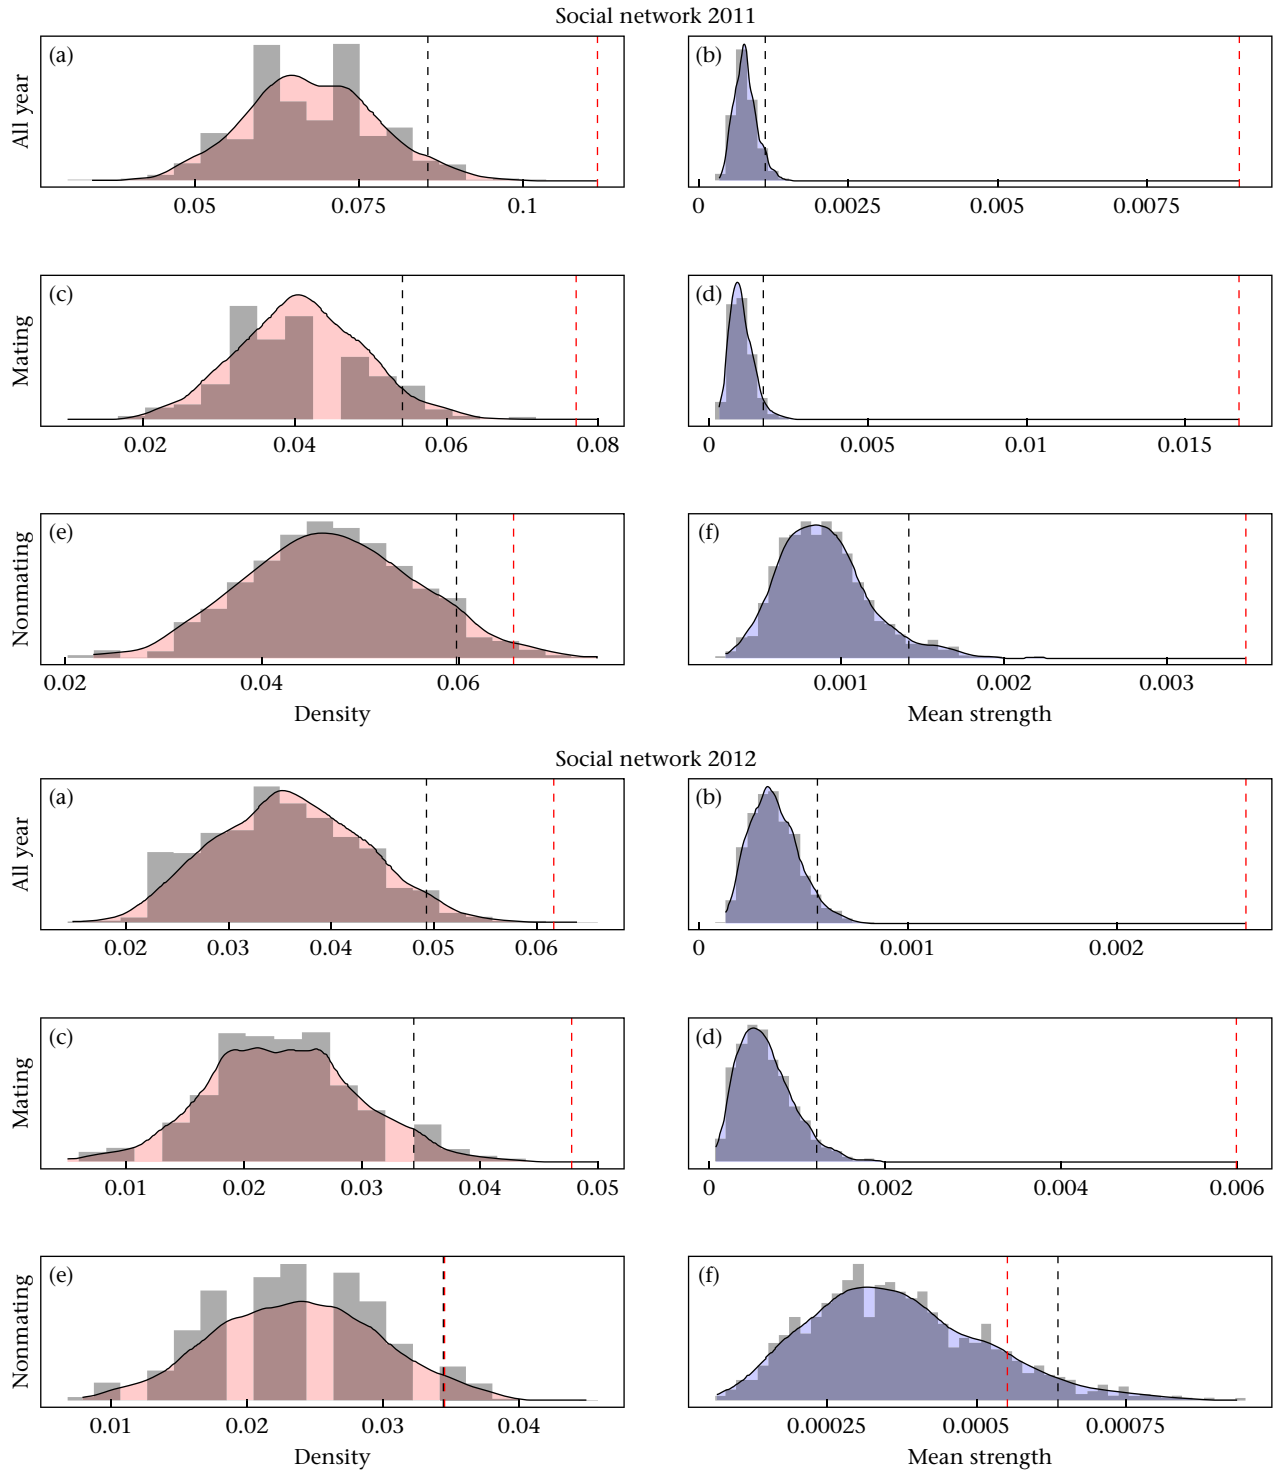 Social network 2011
(a)
(b)
All year
0.05 0.075 0.1
0 0.0025 0.005 0.0075
(c)
(d)
Mating
0.02 0.04 0.06 0.08
0 0.005 0.01 0.015
(e)
(f)
Nonmating
0.02 0.04 0.06
0.001 0.002 0.003
Density
Mean strength
Social network 2012
(a)
(b)
All year
0.02 0.03 0.04 0.05 0.06
0 0.001 0.002
(c)
(d)
Mating
0.01 0.02 0.03 0.04 0.05
0 0.002 0.004 0.006
(e)
(f)
Nonmating
0.01 0.02 0.03 0.04
0.00025 0.0005 0.00075
Density
Mean strength